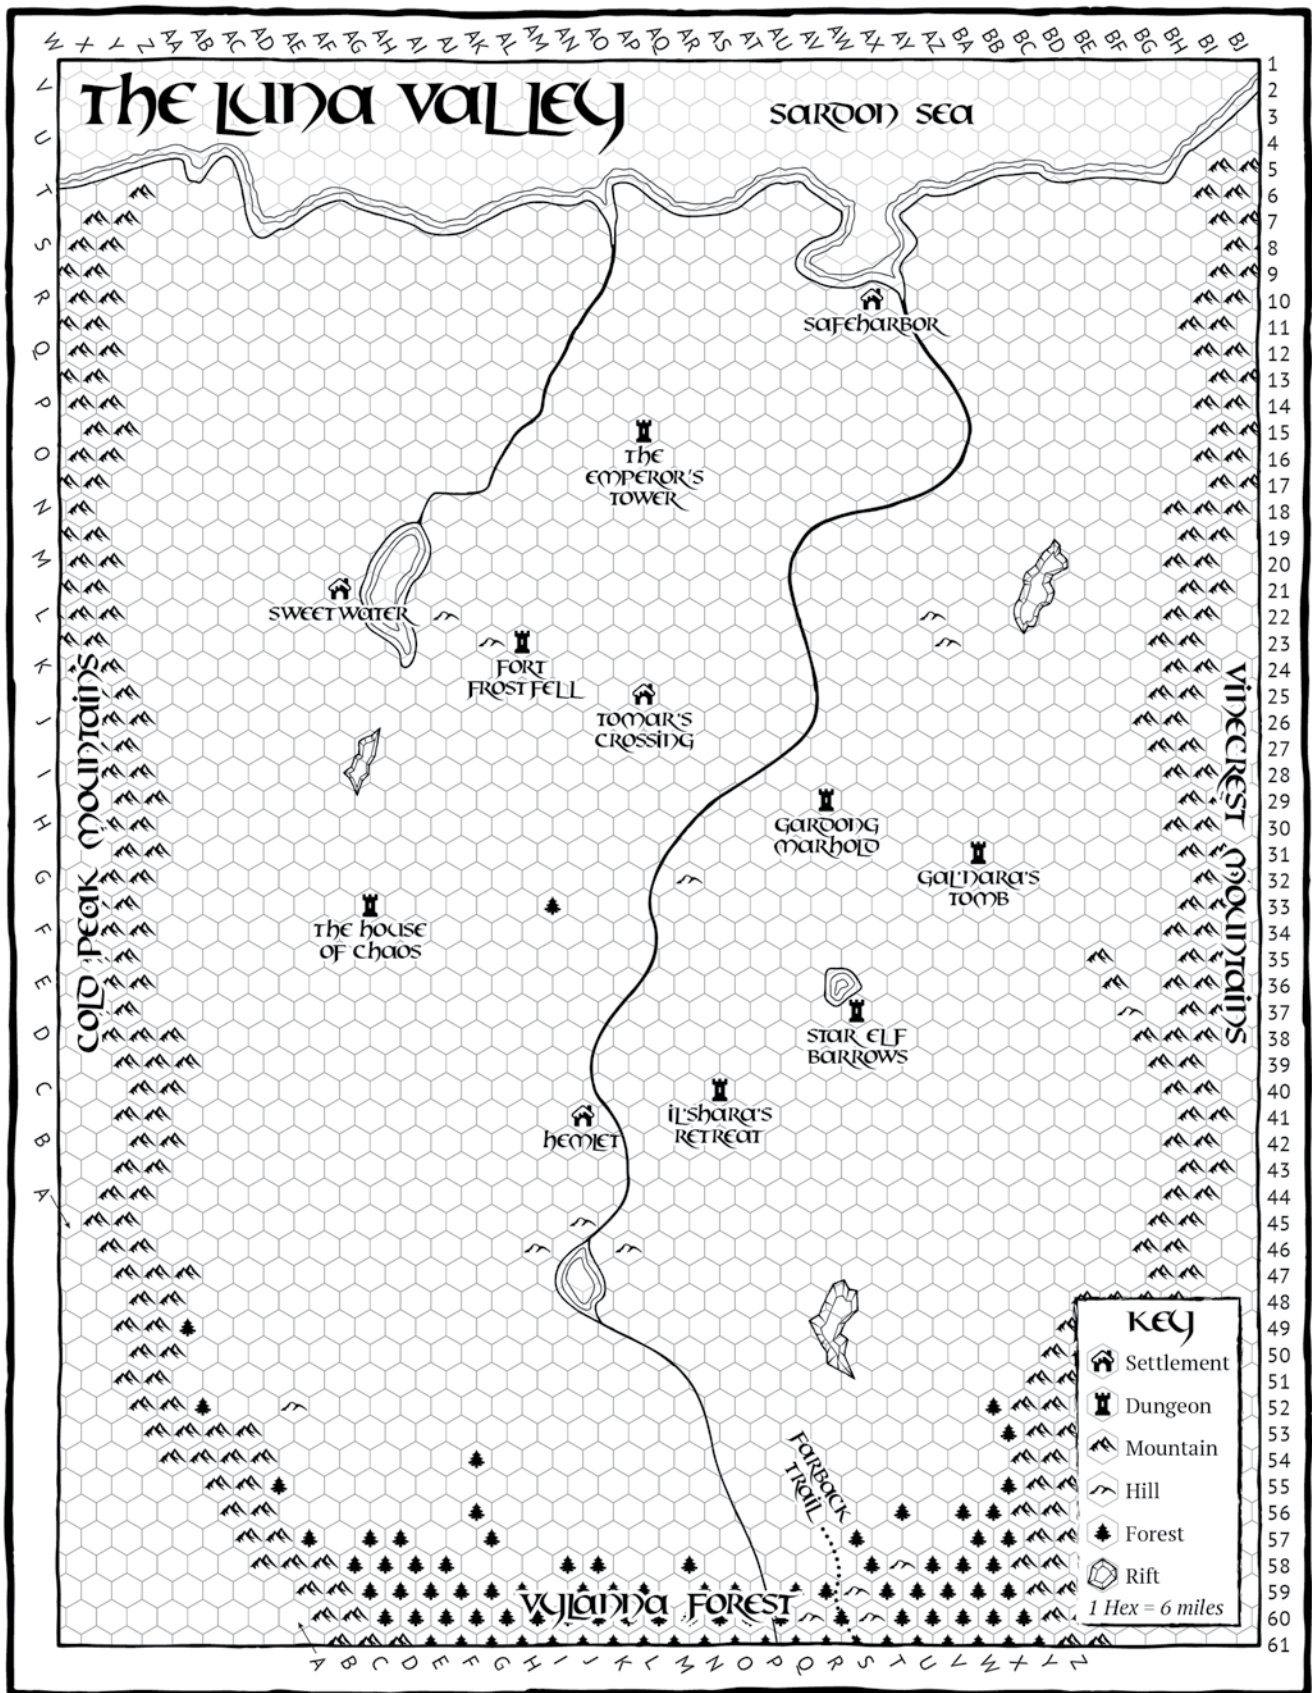 W X Y Z AA AB AC AD AE AF AG AH AI AJ AK AL AM AN AO AP AQ AR AS AT AU AV AW AX AY AZ BA BB BC BD BE BF BG BH BI BJ
The Luna Valley
Sardon Sea
V
U
T
S
R
Q
P
O
N
M
L
K
J
I
H
G
F
E
D
C
B
A
1
2
3
4
5
6
7
8
9
10
11
12
13
14
15
16
17
18
19
20
21
22
23
24
25
26
27
28
29
30
31
32
33
34
35
36
37
38
39
40
41
42
43
44
45
46
47
48
49
50
51
52
53
54
55
56
57
58
59
60
61
Safeharbor
The
Emperor's
Tower
Sweetwater
Fort
Frostfell
Tomar's
Crossing
Cold Peak Mountains
Vinecrest Mountains
Gardong
Marhold
Gal'nara's
Tomb
The House
of Chaos
Star Elf
Barrows
Il'shara's
Retreat
Hemlet
Farback
Trail
Vylanna Forest
Key
Settlement
Dungeon
Mountain
Hill
Forest
Rift
1 Hex = 6 miles
A B C D E F G H I J K L M N O P Q R S T U V W X Y Z